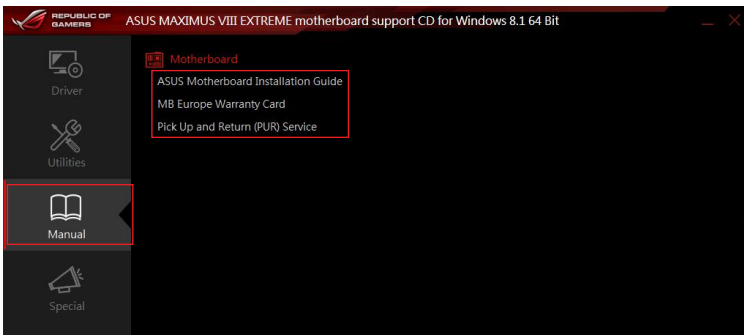 REPUBLIC OF
GAMERS
ASUS MAXIMUS VIII EXTREME motherboard support CD for Windows 8.1 64 Bit
Driver
Utilities
Manual
Special
Motherboard
ASUS Motherboard Installation Guide
MB Europe Warranty Card
Pick Up and Return (PUR) Service